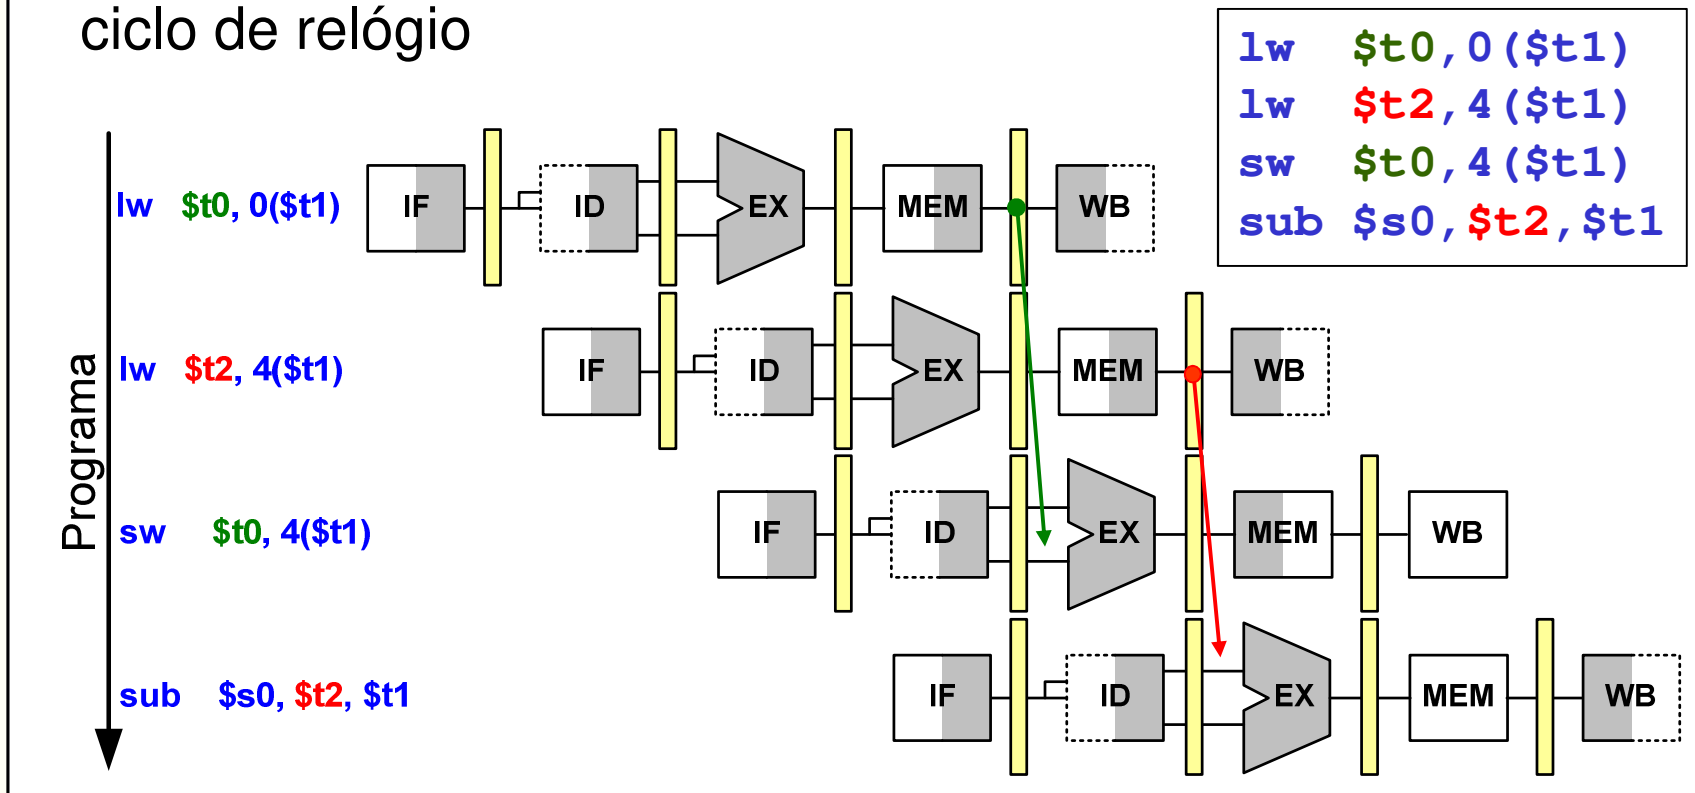 ciclo de relógio
lw $t0,0($t1)
lw $t2,4($t1)
sw $t0,4($t1)
sub $s0,$t2,$t1
Programa
lw $t0, 0($t1) IF ID EX MEM WB
lw $t2, 4($t1) IF ID EX MEM WB
sw $t0, 4($t1) IF ID EX MEM WB
sub $s0, $t2, $t1 IF ID EX MEM WB